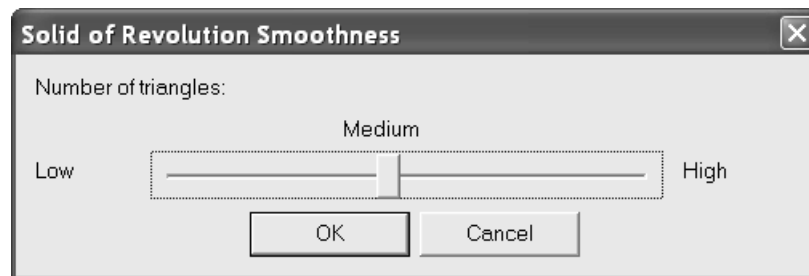 Solid of Revolution Smoothness
Number of triangles:
Medium
Low
High
OK
Cancel